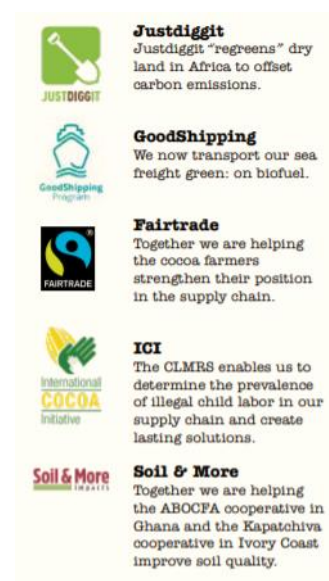 JUSTDIGGIT
Justdiggit
Justdiggit "regreens" dry
land in Africa to offset
carbon emissions.
GoodShipping
Program
GoodShipping
We now transport our sea
freight green: on biofuel.
FAIRTRADE
®
Fairtrade
Together we are helping
the cocoa farmers
strengthen their position
in the supply chain.
International
COCOA
Initiative
ICI
The CLMRS enables us to
determine the prevalence
of illegal child labor in our
supply chain and create
lasting solutions.
Soil & More
impacts
Soil & More
Together we are helping
the ABOCFA cooperative in
Ghana and the Kapatchiva
cooperative in Ivory Coast
improve soil quality.